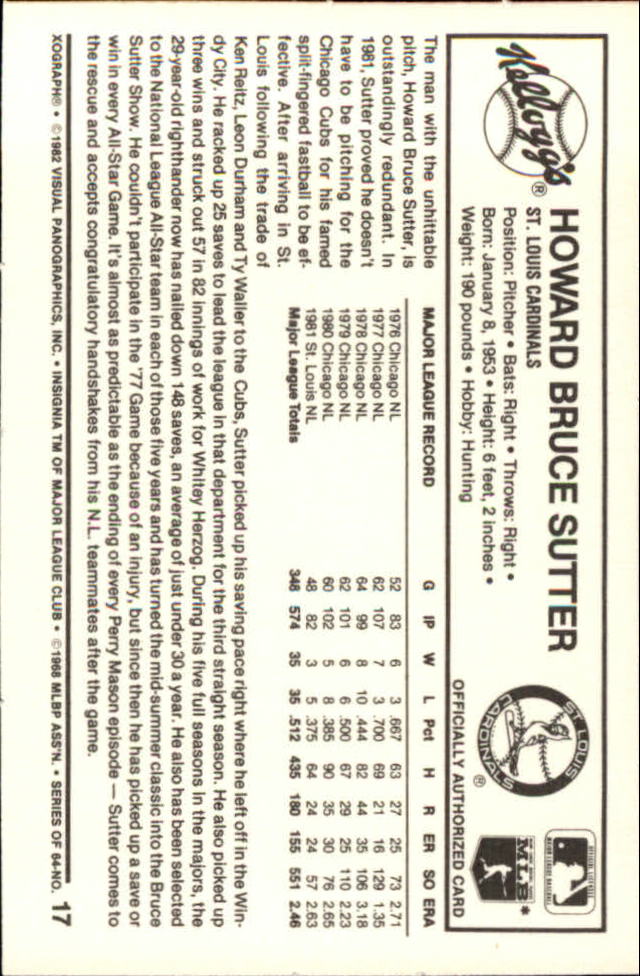 Kellogg's®
HOWARD BRUCE SUTTER
ST. LOUIS CARDINALS
Position: Pitcher • Bats: Right • Throws: Right •
Born: January 8, 1953 • Height: 6 feet, 2 inches •
Weight: 190 pounds • Hobby: Hunting
ST. LOUIS
CARDINALS
®
MLB*
OFFICIALLY AUTHORIZED CARD
The man with the unhittable
pitch, Howard Bruce Sutter, is
outstandingly redundant. In
1981, Sutter proved he doesn't
have to be pitching for the
Chicago Cubs for his famed
split-fingered fastball to be ef-
fective. After arriving in St.
Louis following the trade of
MAJOR LEAGUE RECORD G IP W L Pct H R ER SO ERA
1976 Chicago NL 52 83 6 3 .667 63 27 25 73 2.71
1977 Chicago NL 62 107 7 3 .700 69 21 16 129 1.35
1978 Chicago NL 64 99 8 10 .444 82 44 35 106 3.18
1979 Chicago NL 62 101 6 6 .500 67 29 25 110 2.23
1980 Chicago NL 60 102 5 8 .385 90 35 30 76 2.65
1981 St. Louis NL 48 82 3 5 .375 64 24 24 57 2.63
Major League Totals 348 574 35 35 .512 435 180 155 551 2.46
Ken Reitz, Leon Durham and Ty Waller to the Cubs, Sutter picked up his saving pace right where he left off in the Win-
dy City. He racked up 25 saves to lead the league in that department for the third straight season. He also picked up
three wins and struck out 57 in 82 innings of work for Whitey Herzog. During his five full seasons in the majors, the
29-year-old righthander now has nailed down 148 saves, an average of just under 30 a year. He also has been selected
to the National League All-Star team in each of those five years and has turned the mid-summer classic into the Bruce
Sutter Show. He couldn't participate in the '77 Game because of an injury, but since then he has picked up a save or
win in every All-Star Game. It's almost as predictable as the ending of every Perry Mason episode — Sutter comes to
the rescue and accepts congratulatory handshakes from his N.L. teammates after the game.
XOGRAPH® • ©1982 VISUAL PANOGRAPHICS, INC. • INSIGNIA TM OF MAJOR LEAGUE CLUB • ©1968 MLBP ASS'N. • SERIES OF 64-NO. 17